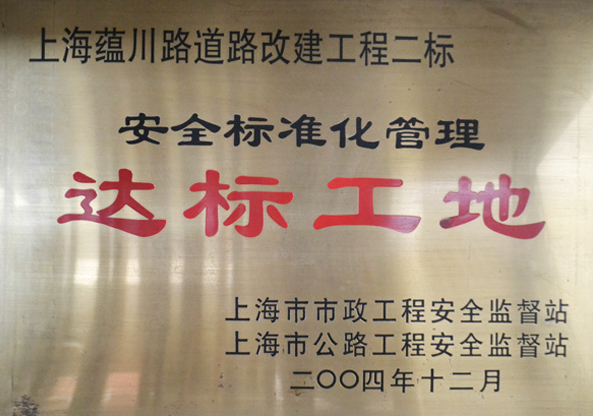 上海蕴川路道路改建工程二标
安全标准化管理
达标工地
上海市市政工程安全监督站
上海市公路工程安全监督站
二〇〇四年十二月